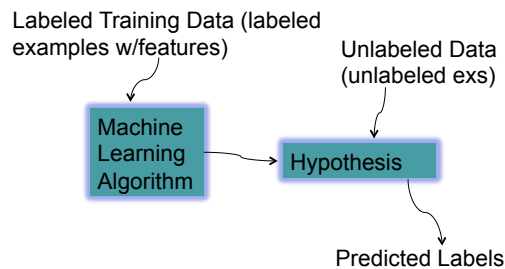 Labeled Training Data (labeled
examples w/features)
Unlabeled Data
(unlabeled exs)
Machine
Learning
Algorithm
Hypothesis
Predicted Labels